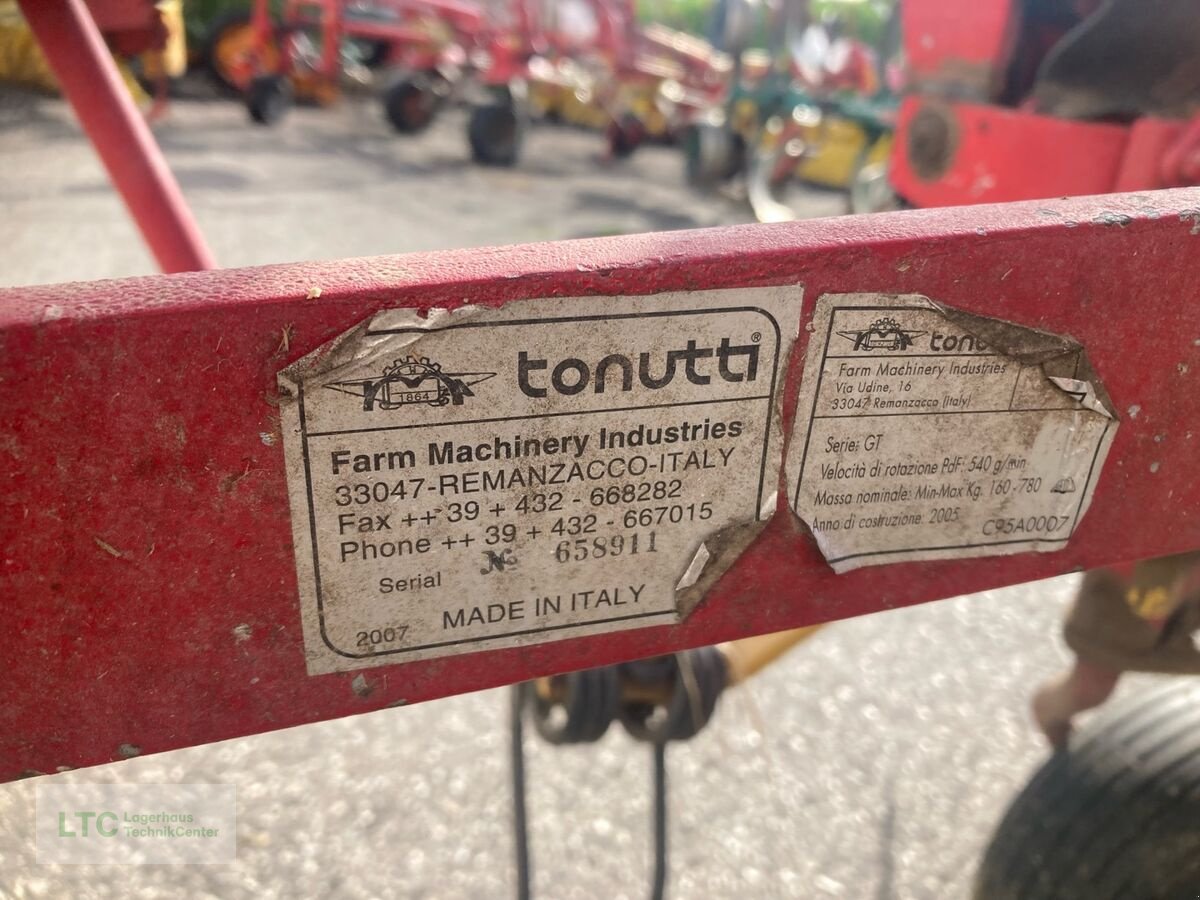 1864
tonutti®
Farm Machinery Industries
33047-REMANZACCO-ITALY
Fax ++ 39 + 432 - 668282
Phone ++ 39 + 432 - 667015
Serial № 658911
2007 MADE IN ITALY
Farm Machinery Industries
Via Udine, 16
33047 Remanzacco (Italy)
Serie: GT
Velocità di rotazione PdF: 540 g/min
Massa nominale: Min-Max Kg. 160-780
Anno di costruzione: 2005
C95A0007
LTC Lagerhaus
TechnikCenter